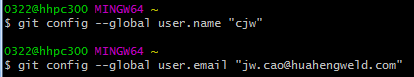 0322@hhpc300 MINGW64 ~
$ git config --global user.name "cjw"
0322@hhpc300 MINGW64 ~
$ git config --global user.email "jw.cao@huahengweld.com"